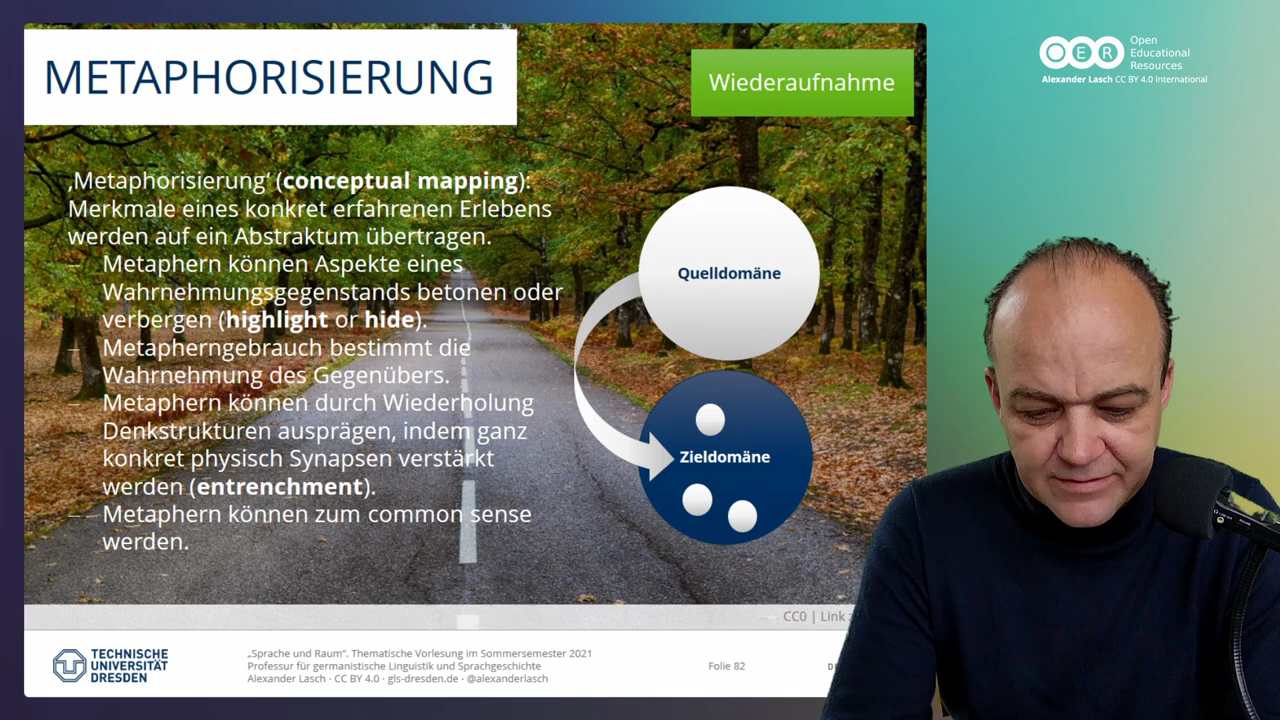 METAPHORISIERUNG
Wiederaufnahme
Open
Educational
Resources
OER
Alexander Lasch CC BY 4.0 International
‚Metaphorisierung‘ (conceptual mapping):
Merkmale eines konkret erfahrenen Erlebens
werden auf ein Abstraktum übertragen.
– Metaphern können Aspekte eines
Wahrnehmungsgegenstands betonen oder
verbergen (highlight or hide).
– Metapherngebrauch bestimmt die
Wahrnehmung des Gegenübers.
– Metaphern können durch Wiederholung
Denkstrukturen ausprägen, indem ganz
konkret physisch Synapsen verstärkt
werden (entrenchment).
– Metaphern können zum common sense
werden.
Quelldomäne
Zieldomäne
CC0 | Link
TECHNISCHE
UNIVERSITÄT
DRESDEN
„Sprache und Raum“. Thematische Vorlesung im Sommersemester 2021
Professur für germanistische Linguistik und Sprachgeschichte
Alexander Lasch · CC BY 4.0 · gls-dresden.de · @alexanderlasch
Folie 82